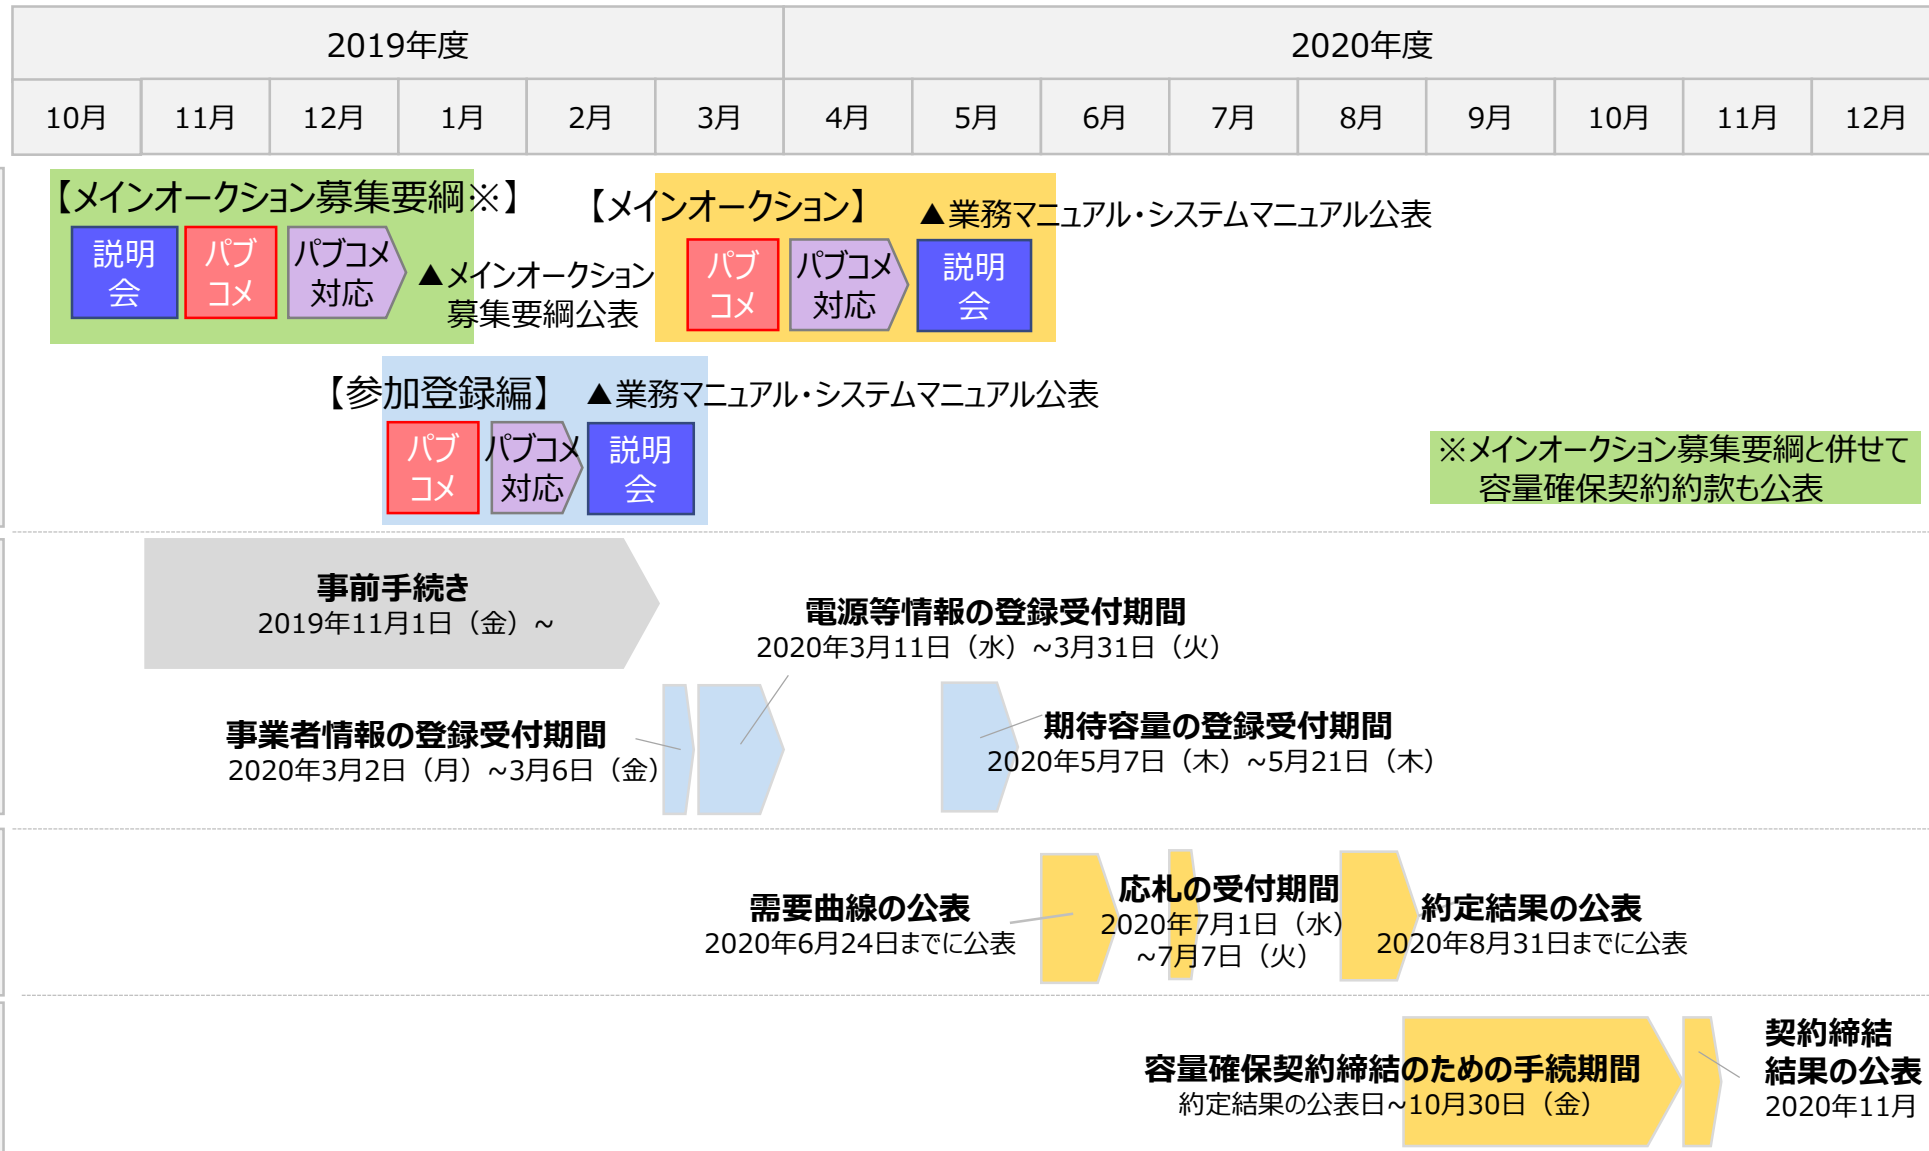 2019年度
2020年度
10月
11月
12月
1月
2月
3月
4月
5月
6月
7月
8月
9月
10月
11月
12月
【メインオークション募集要綱※】
説明
会
パブ
コメ
パブコメ
対応
▲メインオークション
募集要綱公表
【メインオークション】
▲業務マニュアル・システムマニュアル公表
パブ
コメ
パブコメ
対応
説明
会
【参加登録編】
▲業務マニュアル・システムマニュアル公表
パブ
コメ
パブコメ
対応
説明
会
※メインオークション募集要綱と併せて
容量確保契約約款も公表
事前手続き
2019年11月1日（金）~
電源等情報の登録受付期間
2020年3月11日（水）~3月31日（火）
事業者情報の登録受付期間
2020年3月2日（月）~3月6日（金）
期待容量の登録受付期間
2020年5月7日（木）~5月21日（木）
需要曲線の公表
2020年6月24日までに公表
応札の受付期間
2020年7月1日（水）
~7月7日（火）
約定結果の公表
2020年8月31日までに公表
容量確保契約締結のための手続期間
約定結果の公表日~10月30日（金）
契約締結
結果の公表
2020年11月